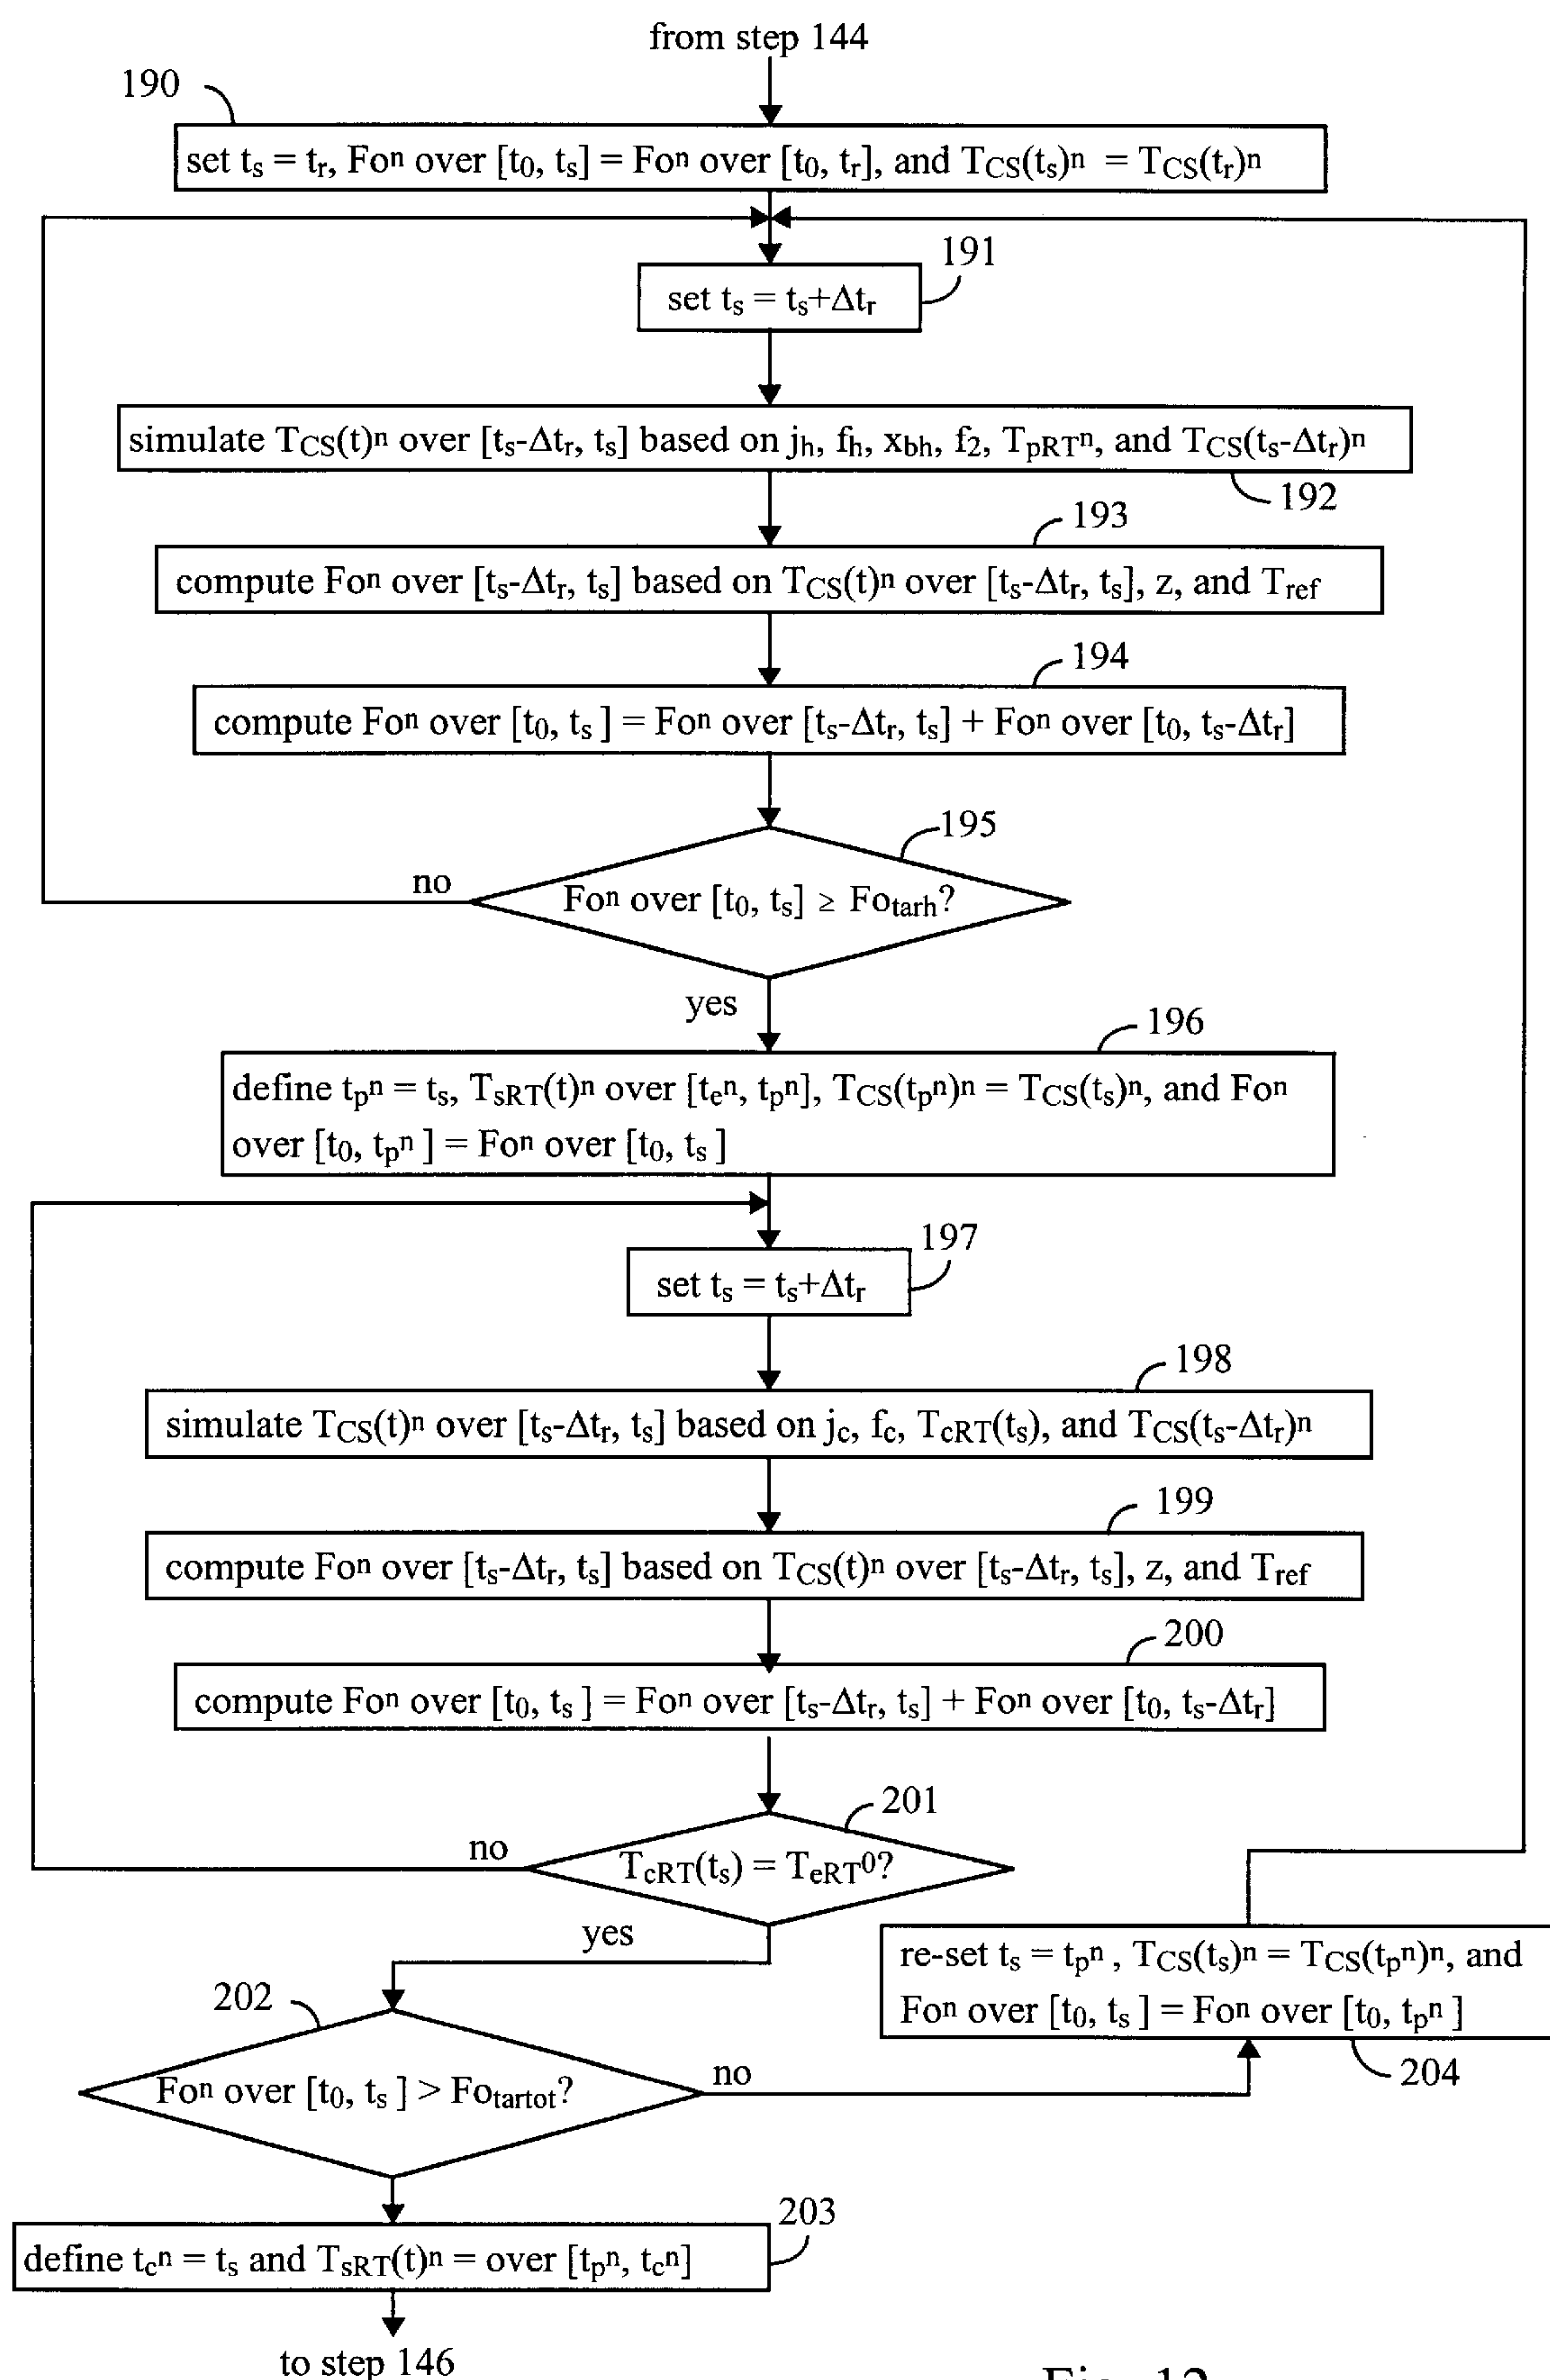 from step 144
190
set ts = tr, Foⁿ over [t0, ts] = Foⁿ over [t0, tr], and TCS(ts)ⁿ = TCS(tr)ⁿ
191
set ts = ts+Δtr
simulate TCS(t)ⁿ over [ts-Δtr, ts] based on jh, fh, xbh, f2, TpRTⁿ, and TCS(ts-Δtr)ⁿ
192
193
compute Foⁿ over [ts-Δtr, ts] based on TCS(t)ⁿ over [ts-Δtr, ts], z, and Tref
194
compute Foⁿ over [t0, ts ] = Foⁿ over [ts-Δtr, ts] + Foⁿ over [t0, ts-Δtr]
195
no
Foⁿ over [t0, ts] ≥ Fotarh?
yes
196
define tpⁿ = ts, TsRT(t)ⁿ over [teⁿ, tpⁿ], TCS(tpⁿ)ⁿ = TCS(ts)ⁿ, and Foⁿ
over [t0, tpⁿ ] = Foⁿ over [t0, ts ]
197
set ts = ts+Δtr
198
simulate TCS(t)ⁿ over [ts-Δtr, ts] based on jc, fc, TcRT(ts), and TCS(ts-Δtr)ⁿ
199
compute Foⁿ over [ts-Δtr, ts] based on TCS(t)ⁿ over [ts-Δtr, ts], z, and Tref
200
compute Foⁿ over [t0, ts ] = Foⁿ over [ts-Δtr, ts] + Foⁿ over [t0, ts-Δtr]
201
no
TcRT(ts) = TeRT⁰?
yes
re-set ts = tpⁿ , TCS(ts)ⁿ = TCS(tpⁿ)ⁿ, and
Foⁿ over [t0, ts ] = Foⁿ over [t0, tpⁿ ]
204
202
Foⁿ over [t0, ts ] > Fotartot?
no
203
define tcⁿ = ts and TsRT(t)ⁿ = over [tpⁿ, tcⁿ]
to step 146
Fig. 12